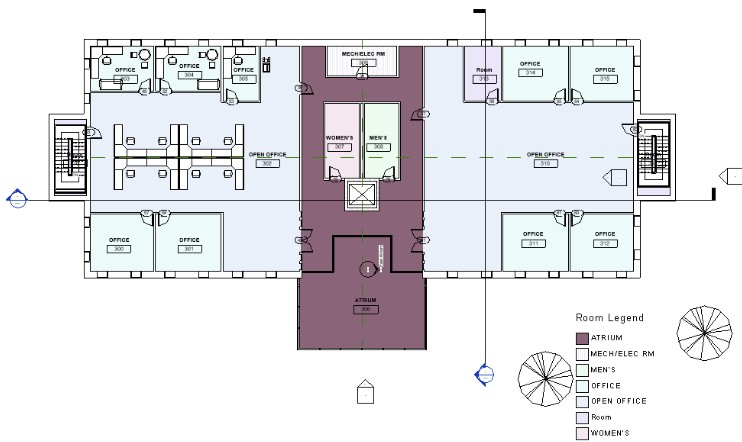 MECH/ELEC RM
OFFICE
303
OFFICE
304
OFFICE
305
Room
313
OFFICE
314
OFFICE
315
WOMEN'S
307
MEN'S
308
OPEN OFFICE
302
OPEN OFFICE
310
OFFICE
300
OFFICE
301
OFFICE
311
OFFICE
312
ATRIUM
Room Legend
ATRIUM
MECH/ELEC RM
MEN'S
OFFICE
OPEN OFFICE
Room
WOMEN'S